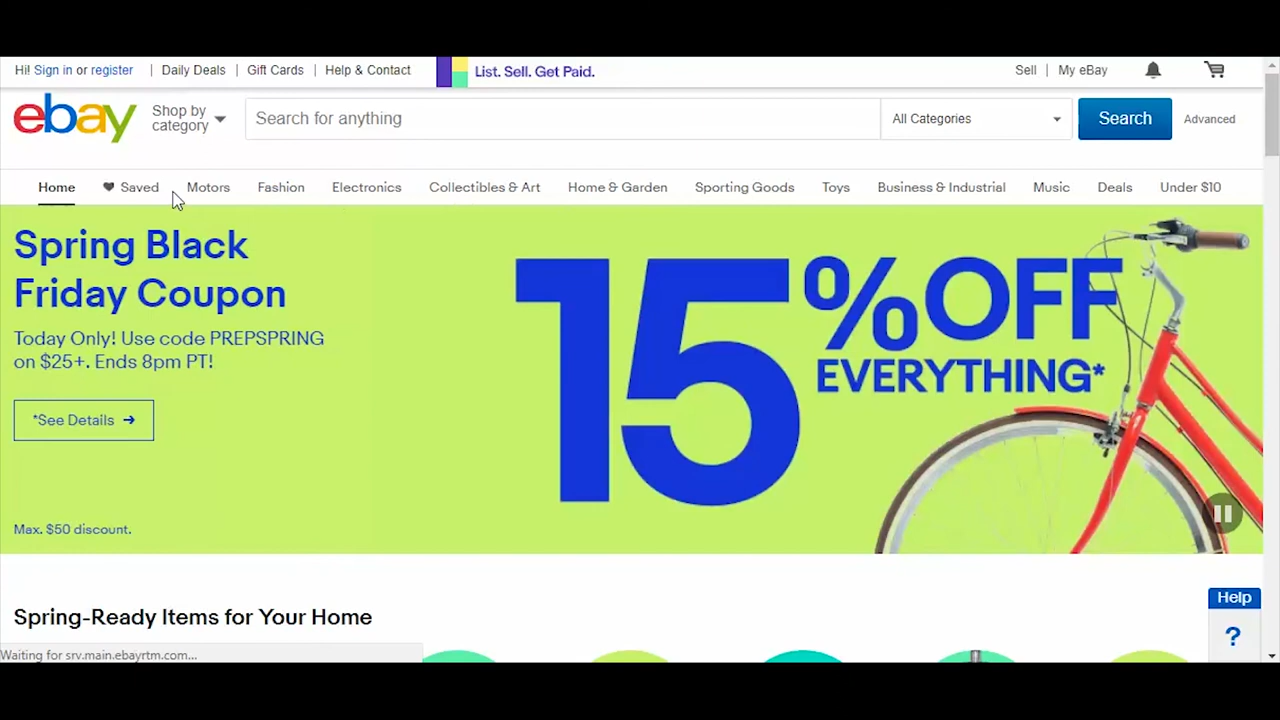 Hi! Sign in or register | Daily Deals | Gift Cards | Help & Contact
List. Sell. Get Paid.
Sell | My eBay
ebay
Shop by
category
Search for anything
All Categories
Search
Advanced
Home Saved Motors Fashion Electronics Collectibles & Art Home & Garden Sporting Goods Toys Business & Industrial Music Deals Under $10
Spring Black
Friday Coupon
Today Only! Use code PREPSPRING
on $25+. Ends 8pm PT!
*See Details →
Max. $50 discount.
15%OFF
EVERYTHING*
Spring-Ready Items for Your Home
Help
?
Waiting for srv.main.ebayrtm.com...